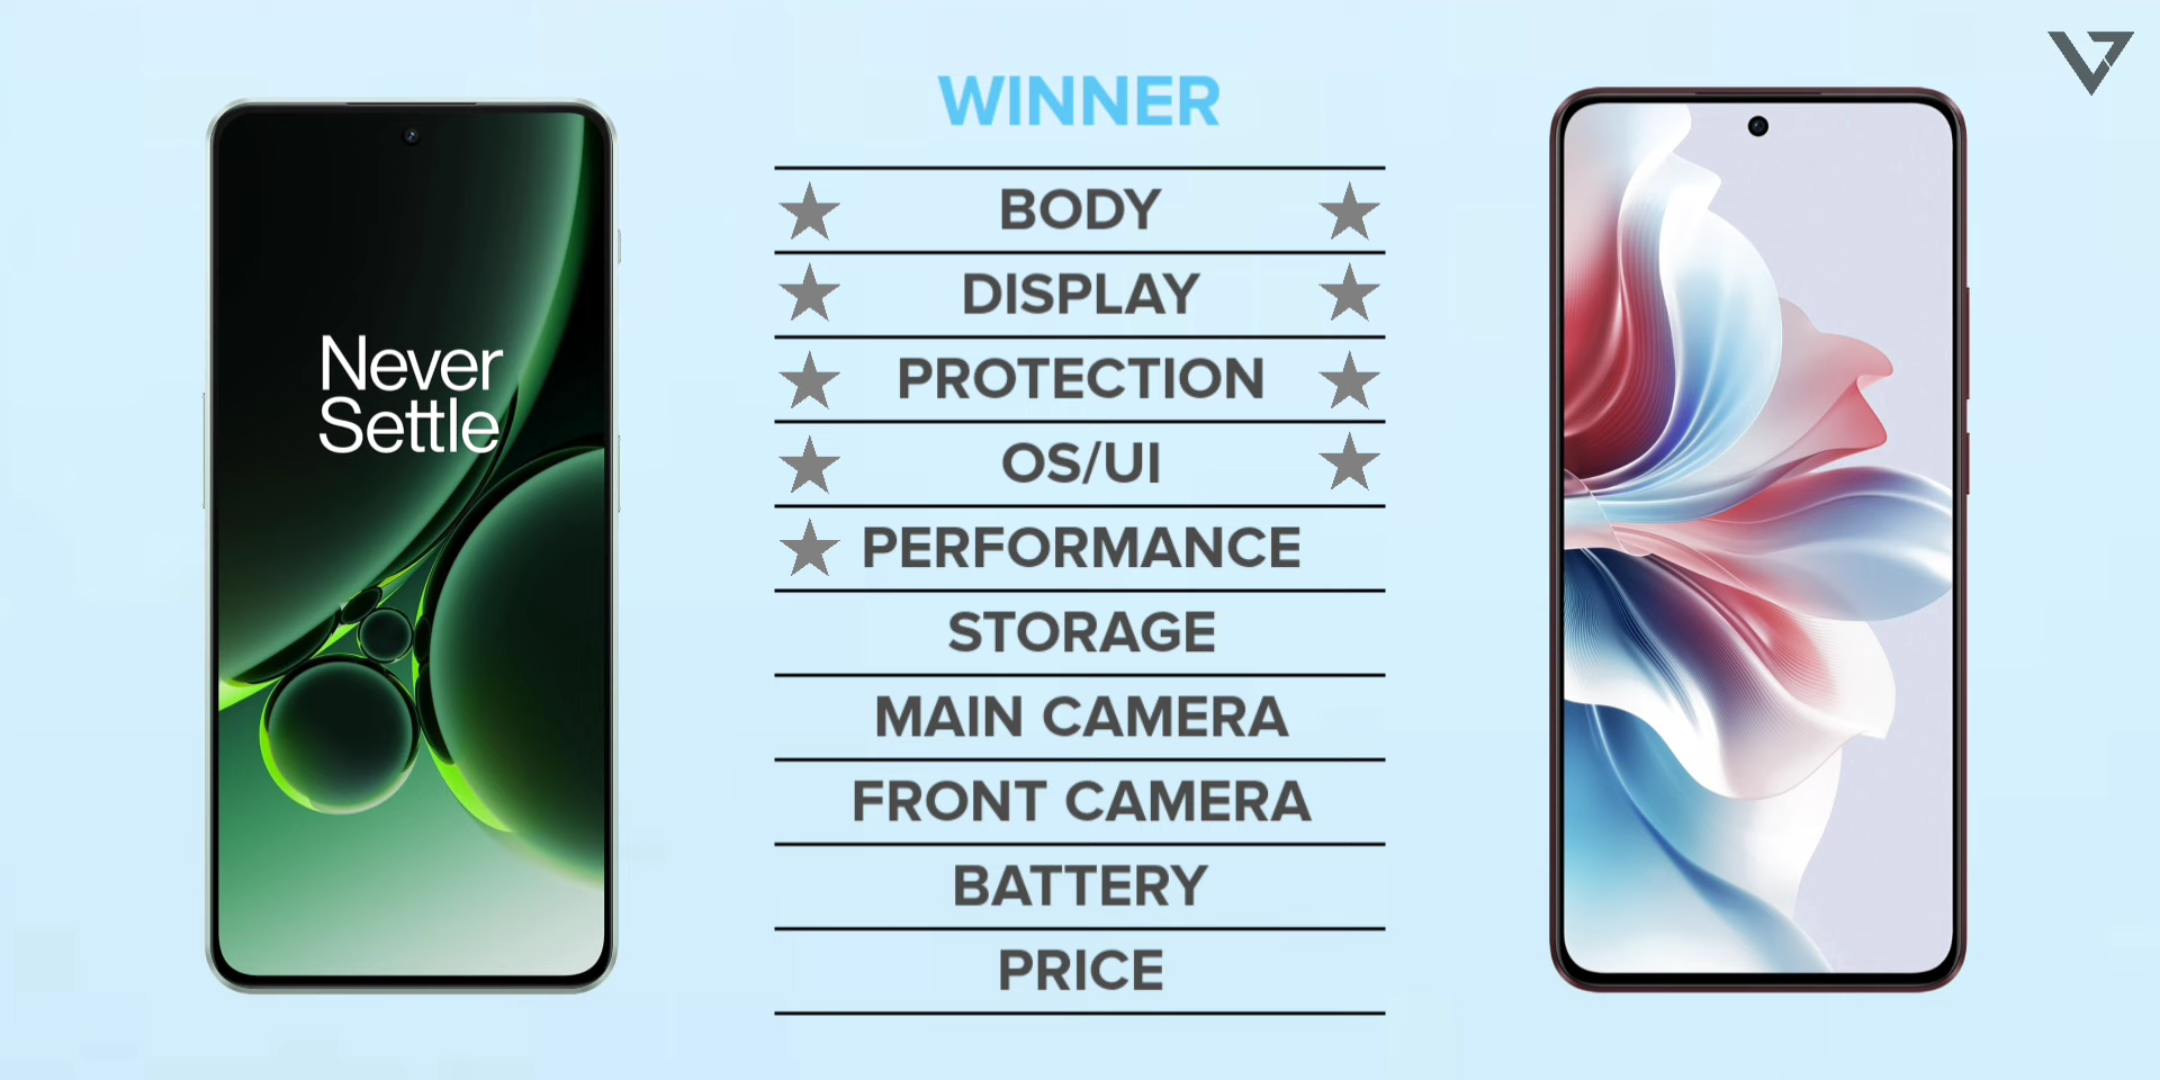 WINNER
Never
Settle
BODY
DISPLAY
PROTECTION
OS/UI
PERFORMANCE
STORAGE
MAIN CAMERA
FRONT CAMERA
BATTERY
PRICE